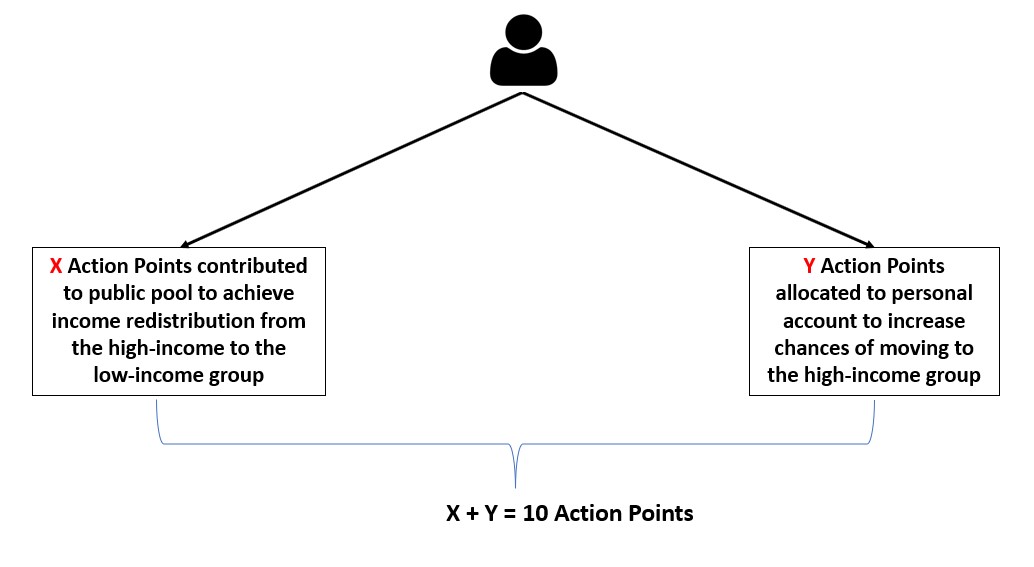 X Action Points contributed
to public pool to achieve
income redistribution from
the high-income to the
low-income group
Y Action Points
allocated to personal
account to increase
chances of moving to
the high-income group
X + Y = 10 Action Points